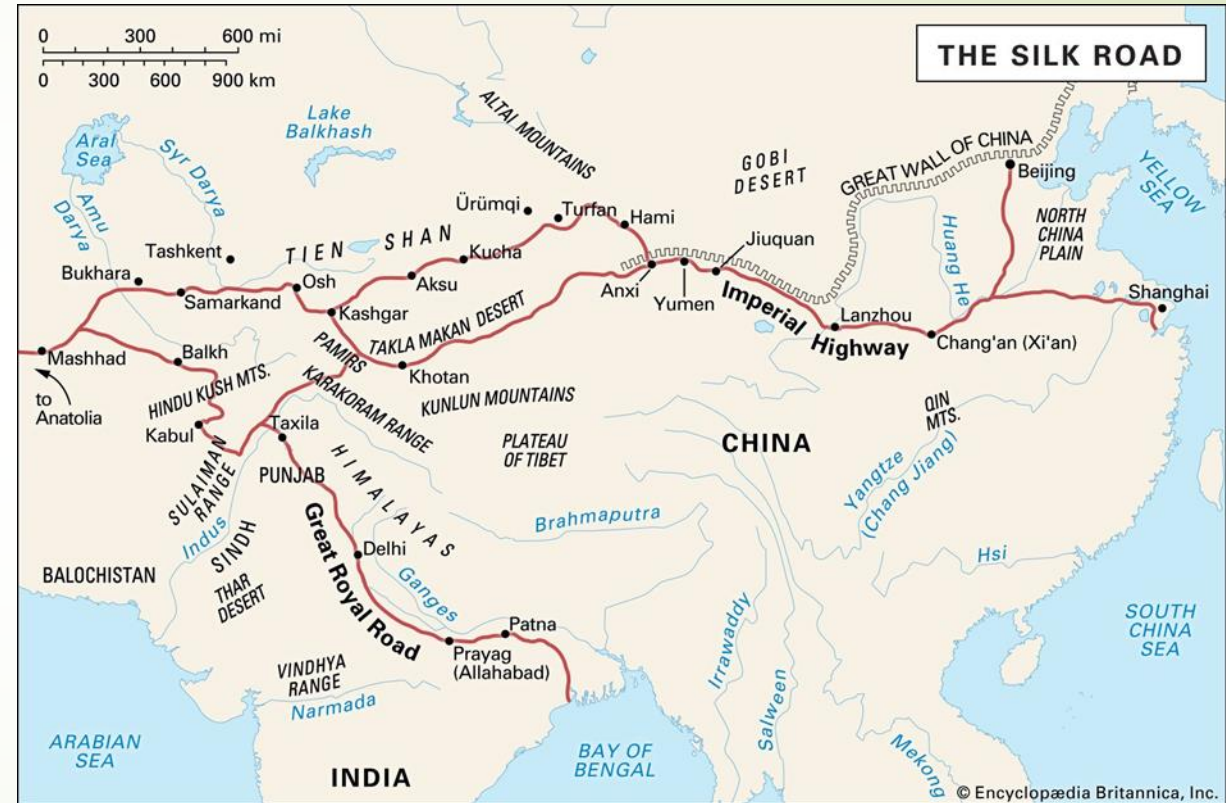 0 300 600 mi
0 300 600 900 km
THE SILK ROAD
Aral
Sea
Syr Darya
Lake
Balkhash
ALTAI MOUNTAINS
GOBI
DESERT
GREAT WALL OF CHINA
Beijing
YELLOW
SEA
Amu
Darya
Tashkent
TIEN SHAN
Ürümqi
Turfan
Hami
Jiuquan
Huang He
NORTH
CHINA
PLAIN
Bukhara
Samarkand
Osh
Kucha
Aksu
Kashgar
TAKLA MAKAN DESERT
Anxi
Yumen
Imperial
Highway
Lanzhou
Chang'an (Xi'an)
Shanghai
Mashhad
to
Anatolia
Balkh
PAMIRS
Khotan
HINDU KUSH MTS.
KARAKORAM RANGE
KUNLUN MOUNTAINS
Kabul
Taxila
PLATEAU
OF TIBET
CHINA
QIN
MTS.
SULAIMAN
RANGE
PUNJAB
HIMALAYAS
Yangtze
(Chang Jiang)
Indus
SINDH
Great Royal Road
Delhi
Brahmaputra
Hsi
BALOCHISTAN
THAR
DESERT
Ganges
Patna
Prayag
(Allahabad)
Irrawaddy
Salween
SOUTH
CHINA
SEA
VINDHYA
RANGE
Narmada
ARABIAN
SEA
INDIA
BAY OF
BENGAL
Mekong
© Encyclopædia Britannica, Inc.